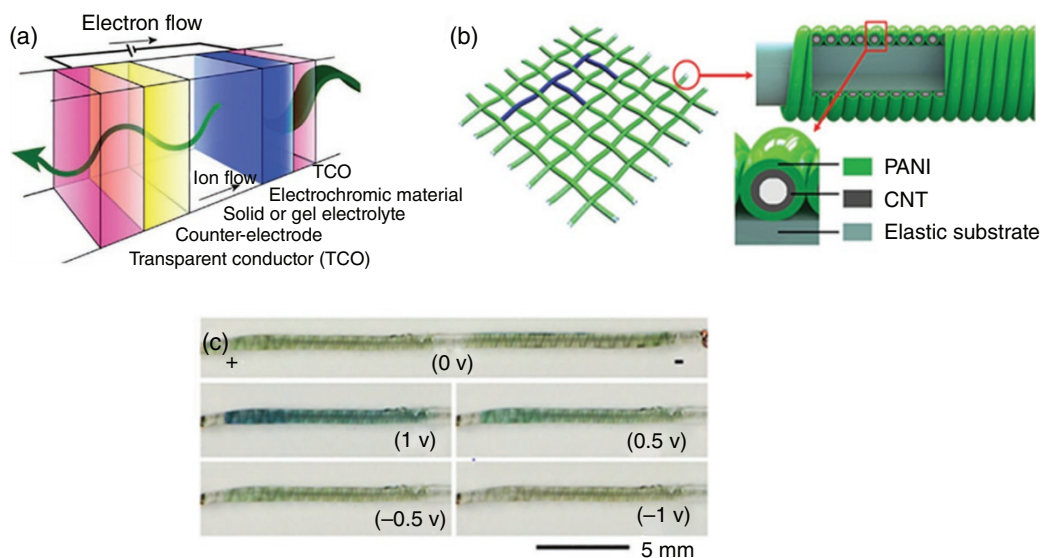 (a)
Electron flow
Ion flow
TCO
Electrochromic material
Solid or gel electrolyte
Counter-electrode
Transparent conductor (TCO)
(b)
PANI
CNT
Elastic substrate
(c)
+
(0 v)
-
(1 v)
(0.5 v)
(–0.5 v)
(–1 v)
5 mm